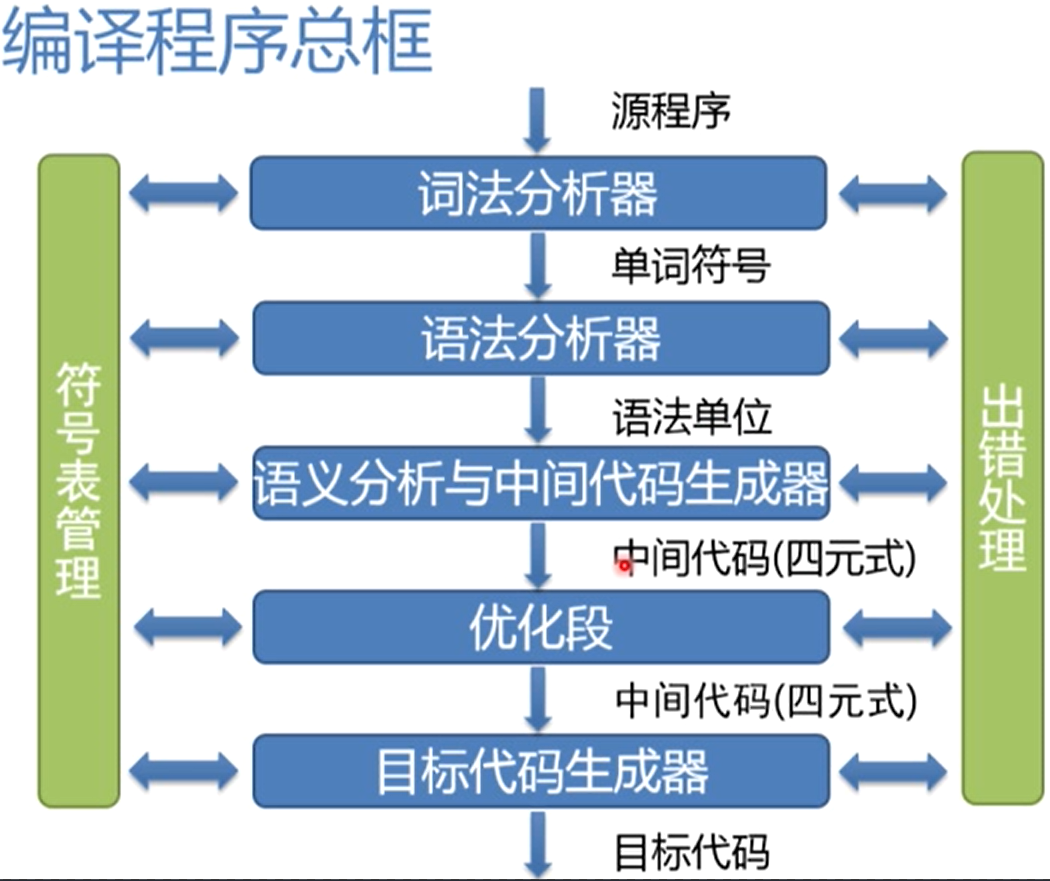 编译程序总框
源程序
词法分析器
单词符号
语法分析器
语法单位
语义分析与中间代码生成器
中间代码(四元式)
优化段
中间代码(四元式)
目标代码生成器
目标代码
符号表管理
出错处理